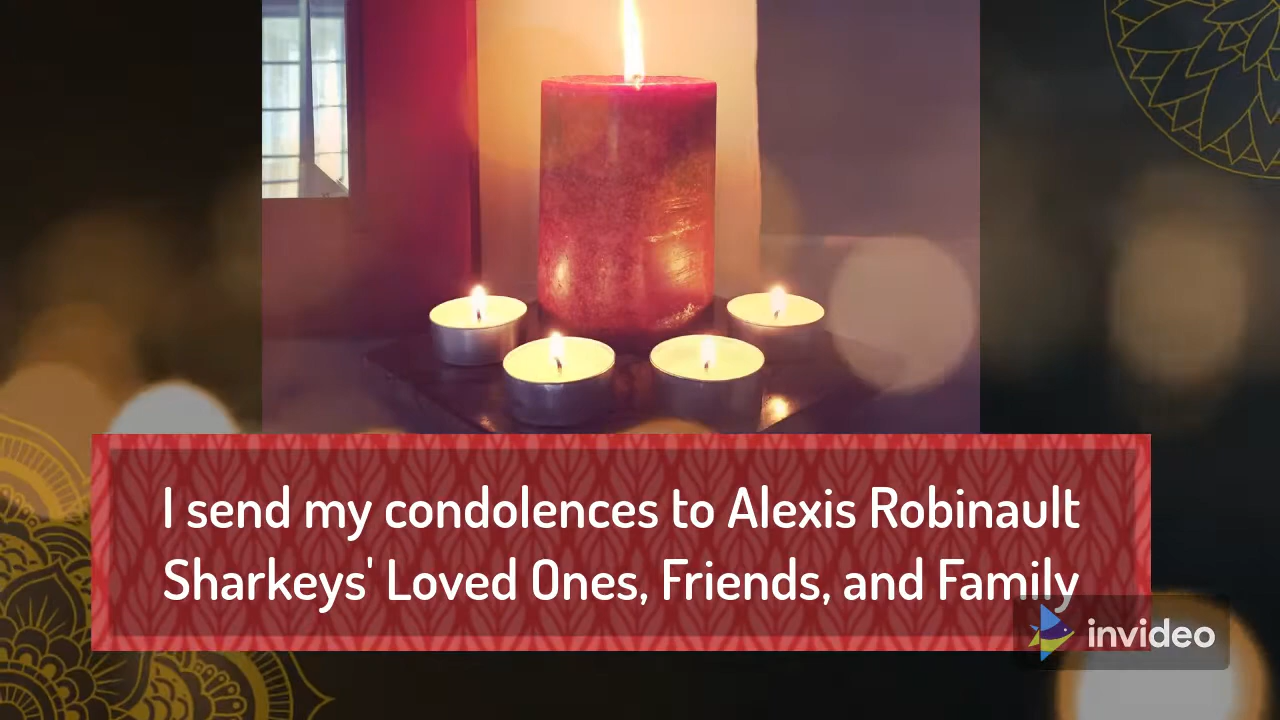 I send my condolences to Alexis Robinault
Sharkeys' Loved Ones, Friends, and Family
invideo